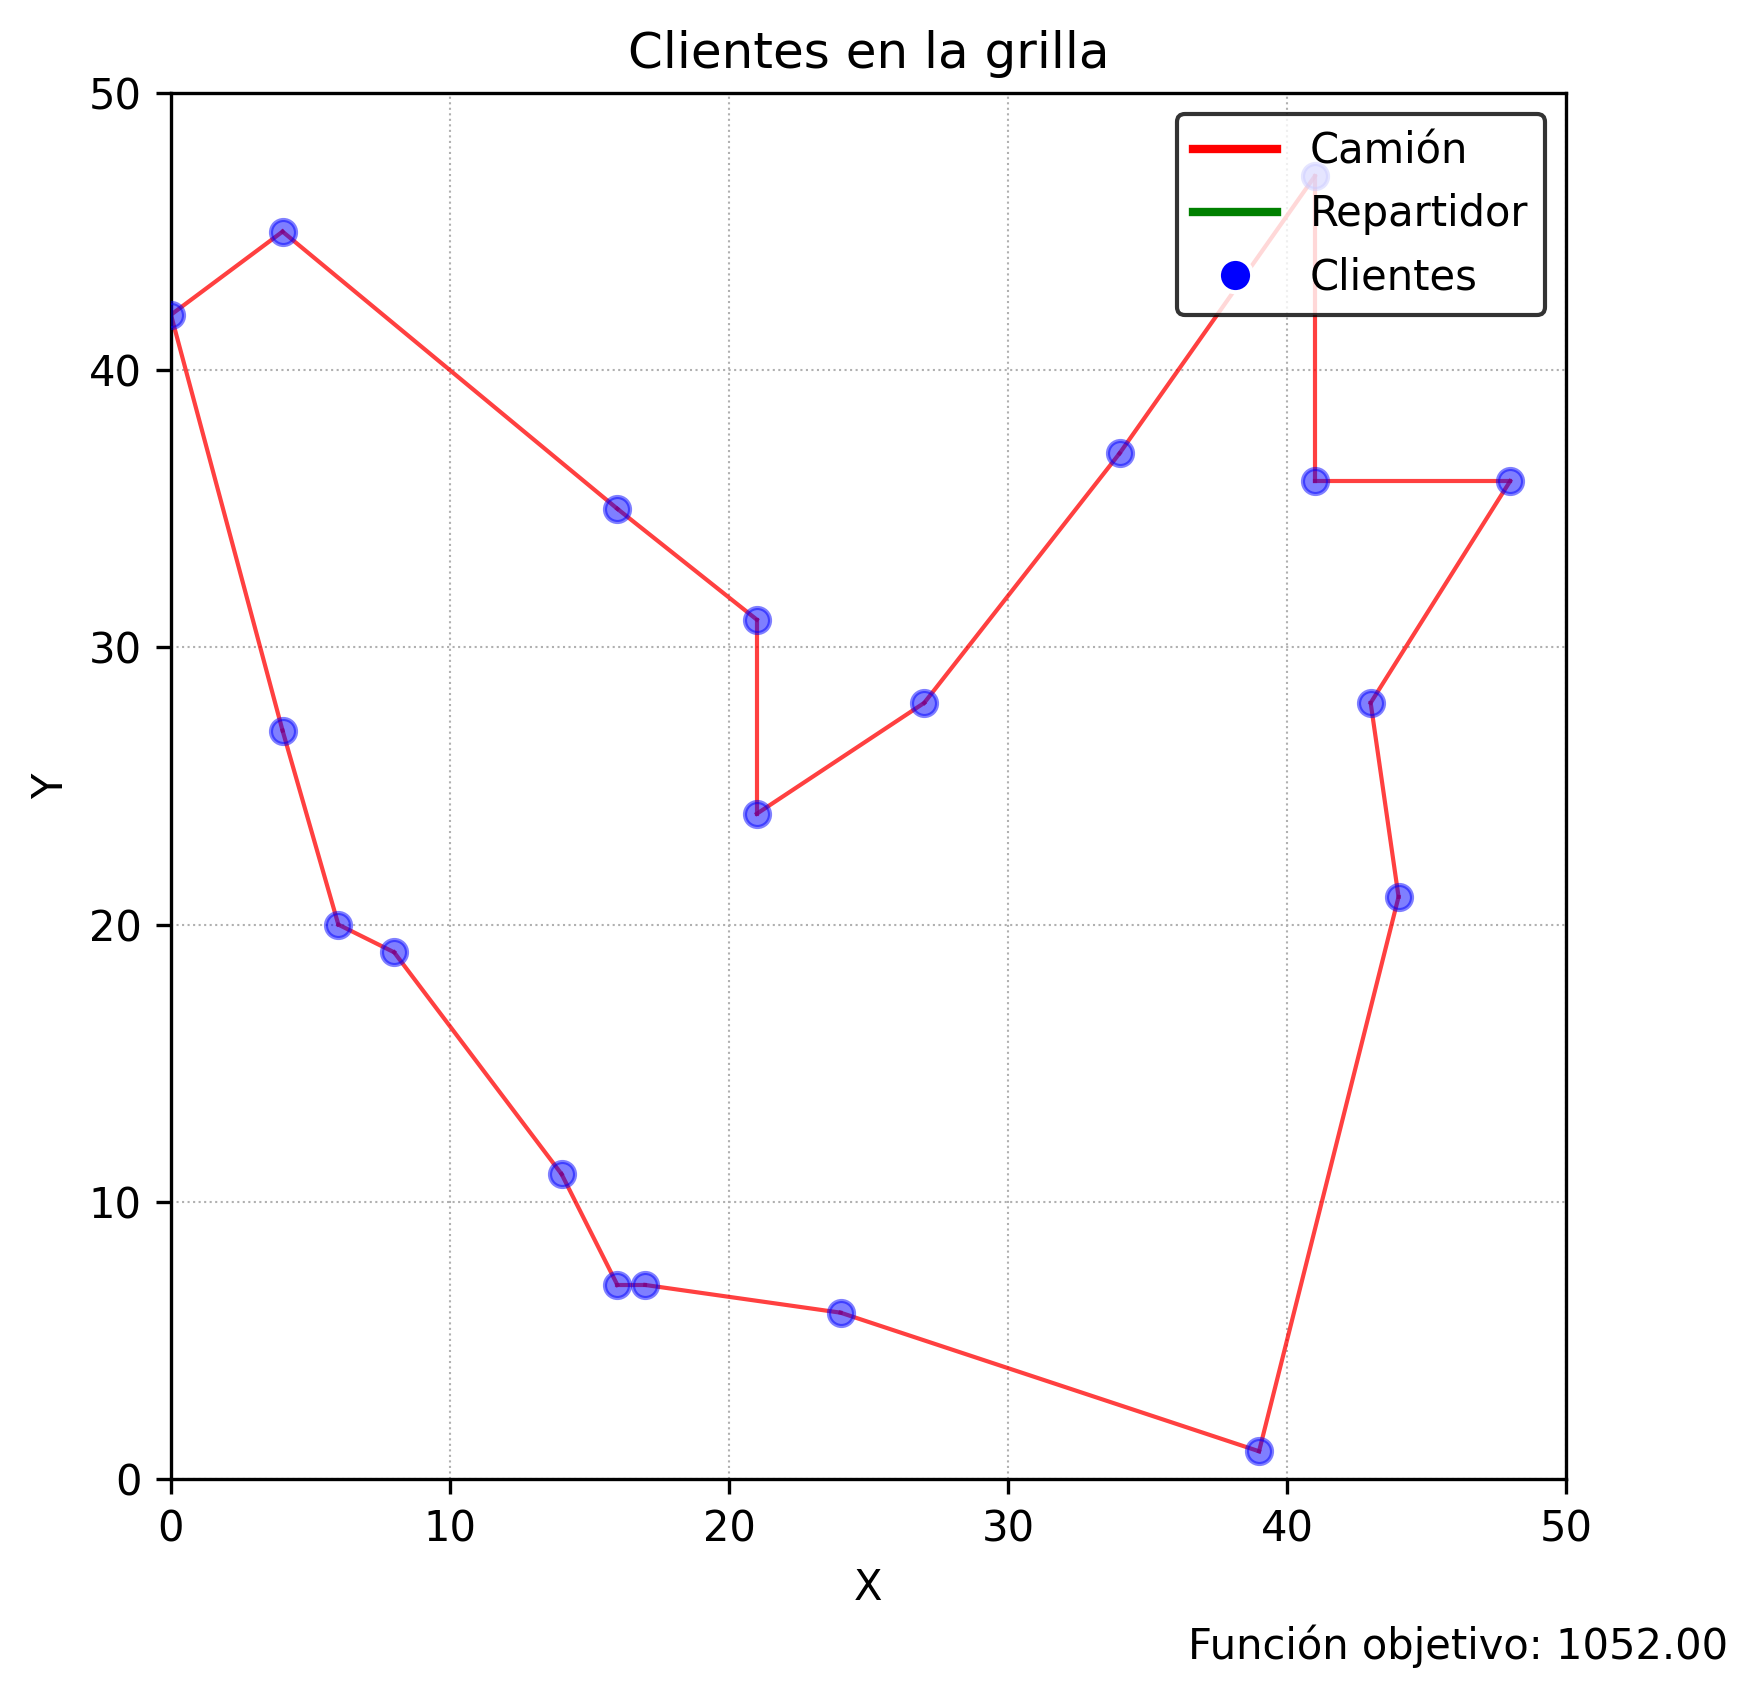 Clientes en la grilla
50
40
30
20
10
0
Y
Camión
Repartidor
Clientes
0 10 20 30 40 50
X
Función objetivo: 1052.00